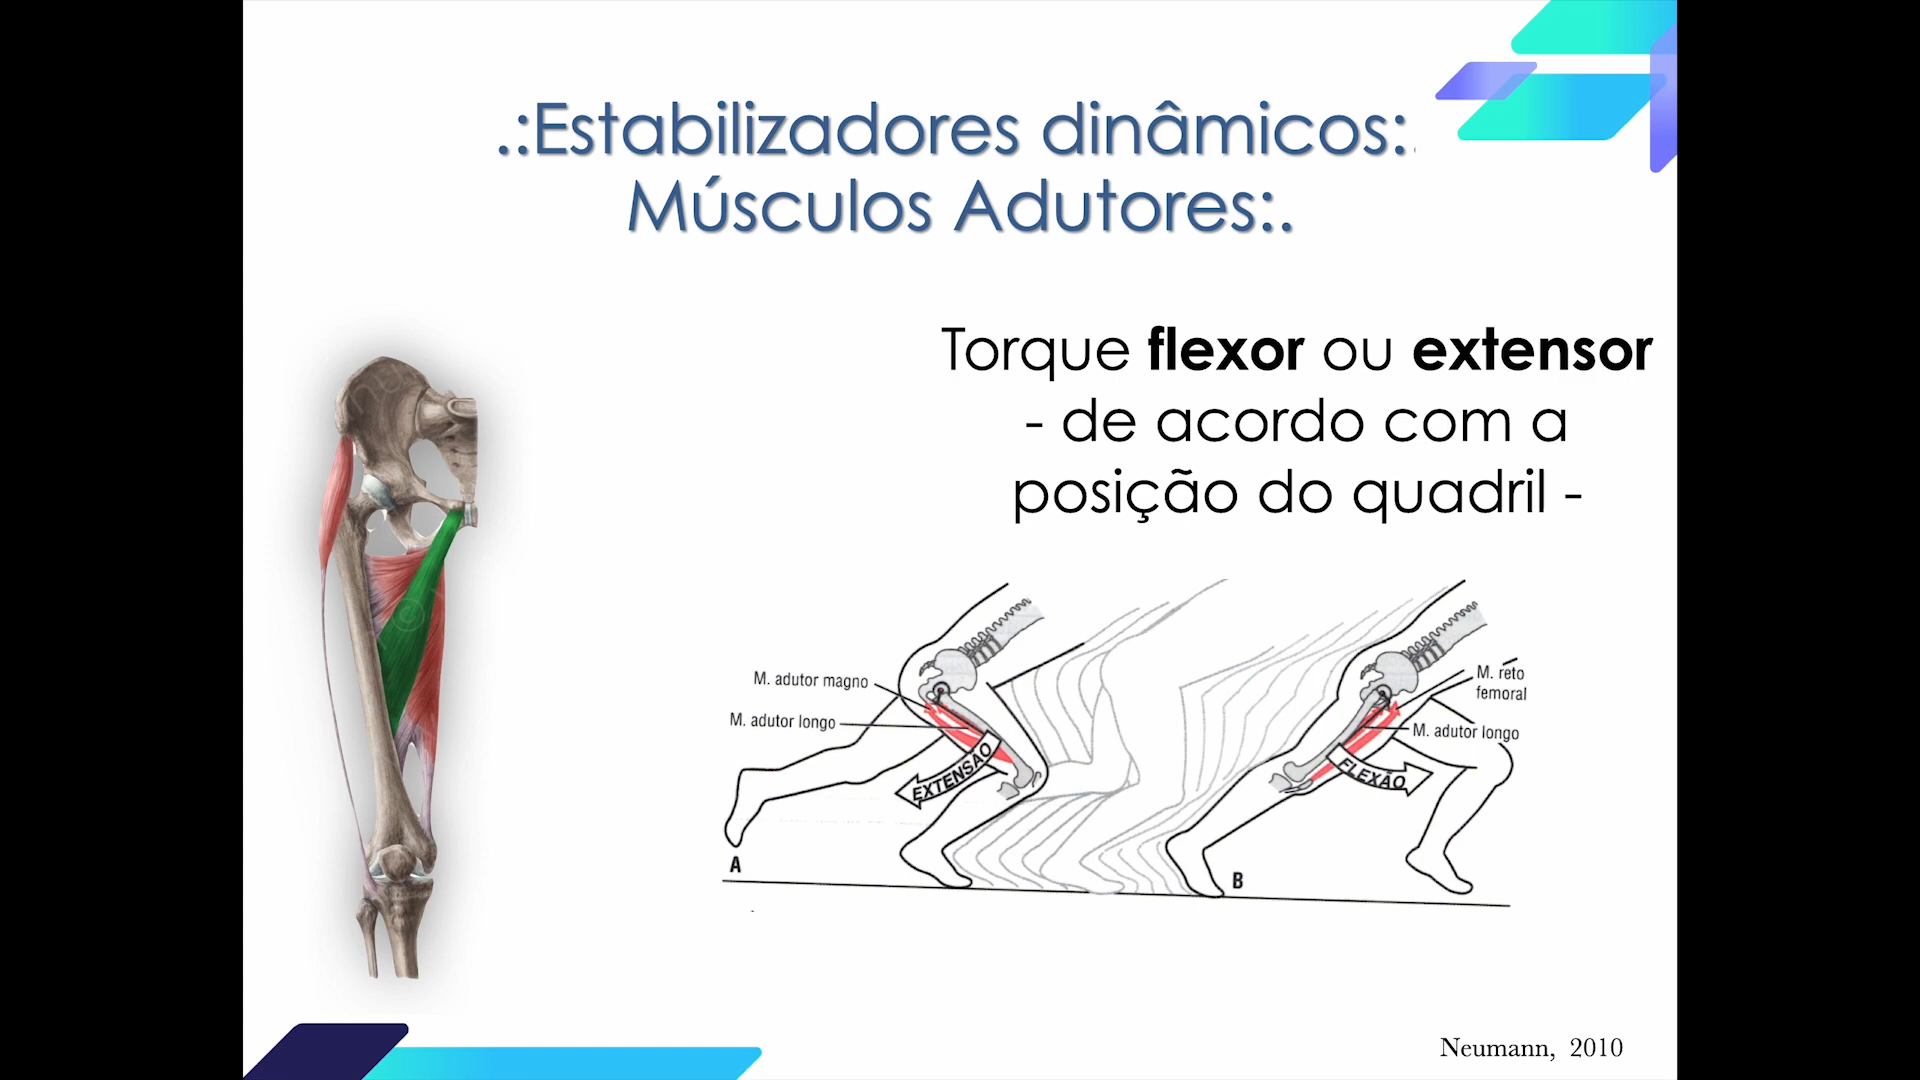 .:Estabilizadores dinâmicos:.
Músculos Adutores:.
Torque flexor ou extensor
- de acordo com a
posição do quadril -
M. adutor magno
M. adutor longo
EXTENSÃO
A
M. reto
femoral
M. adutor longo
FLEXÃO
B
Neumann, 2010